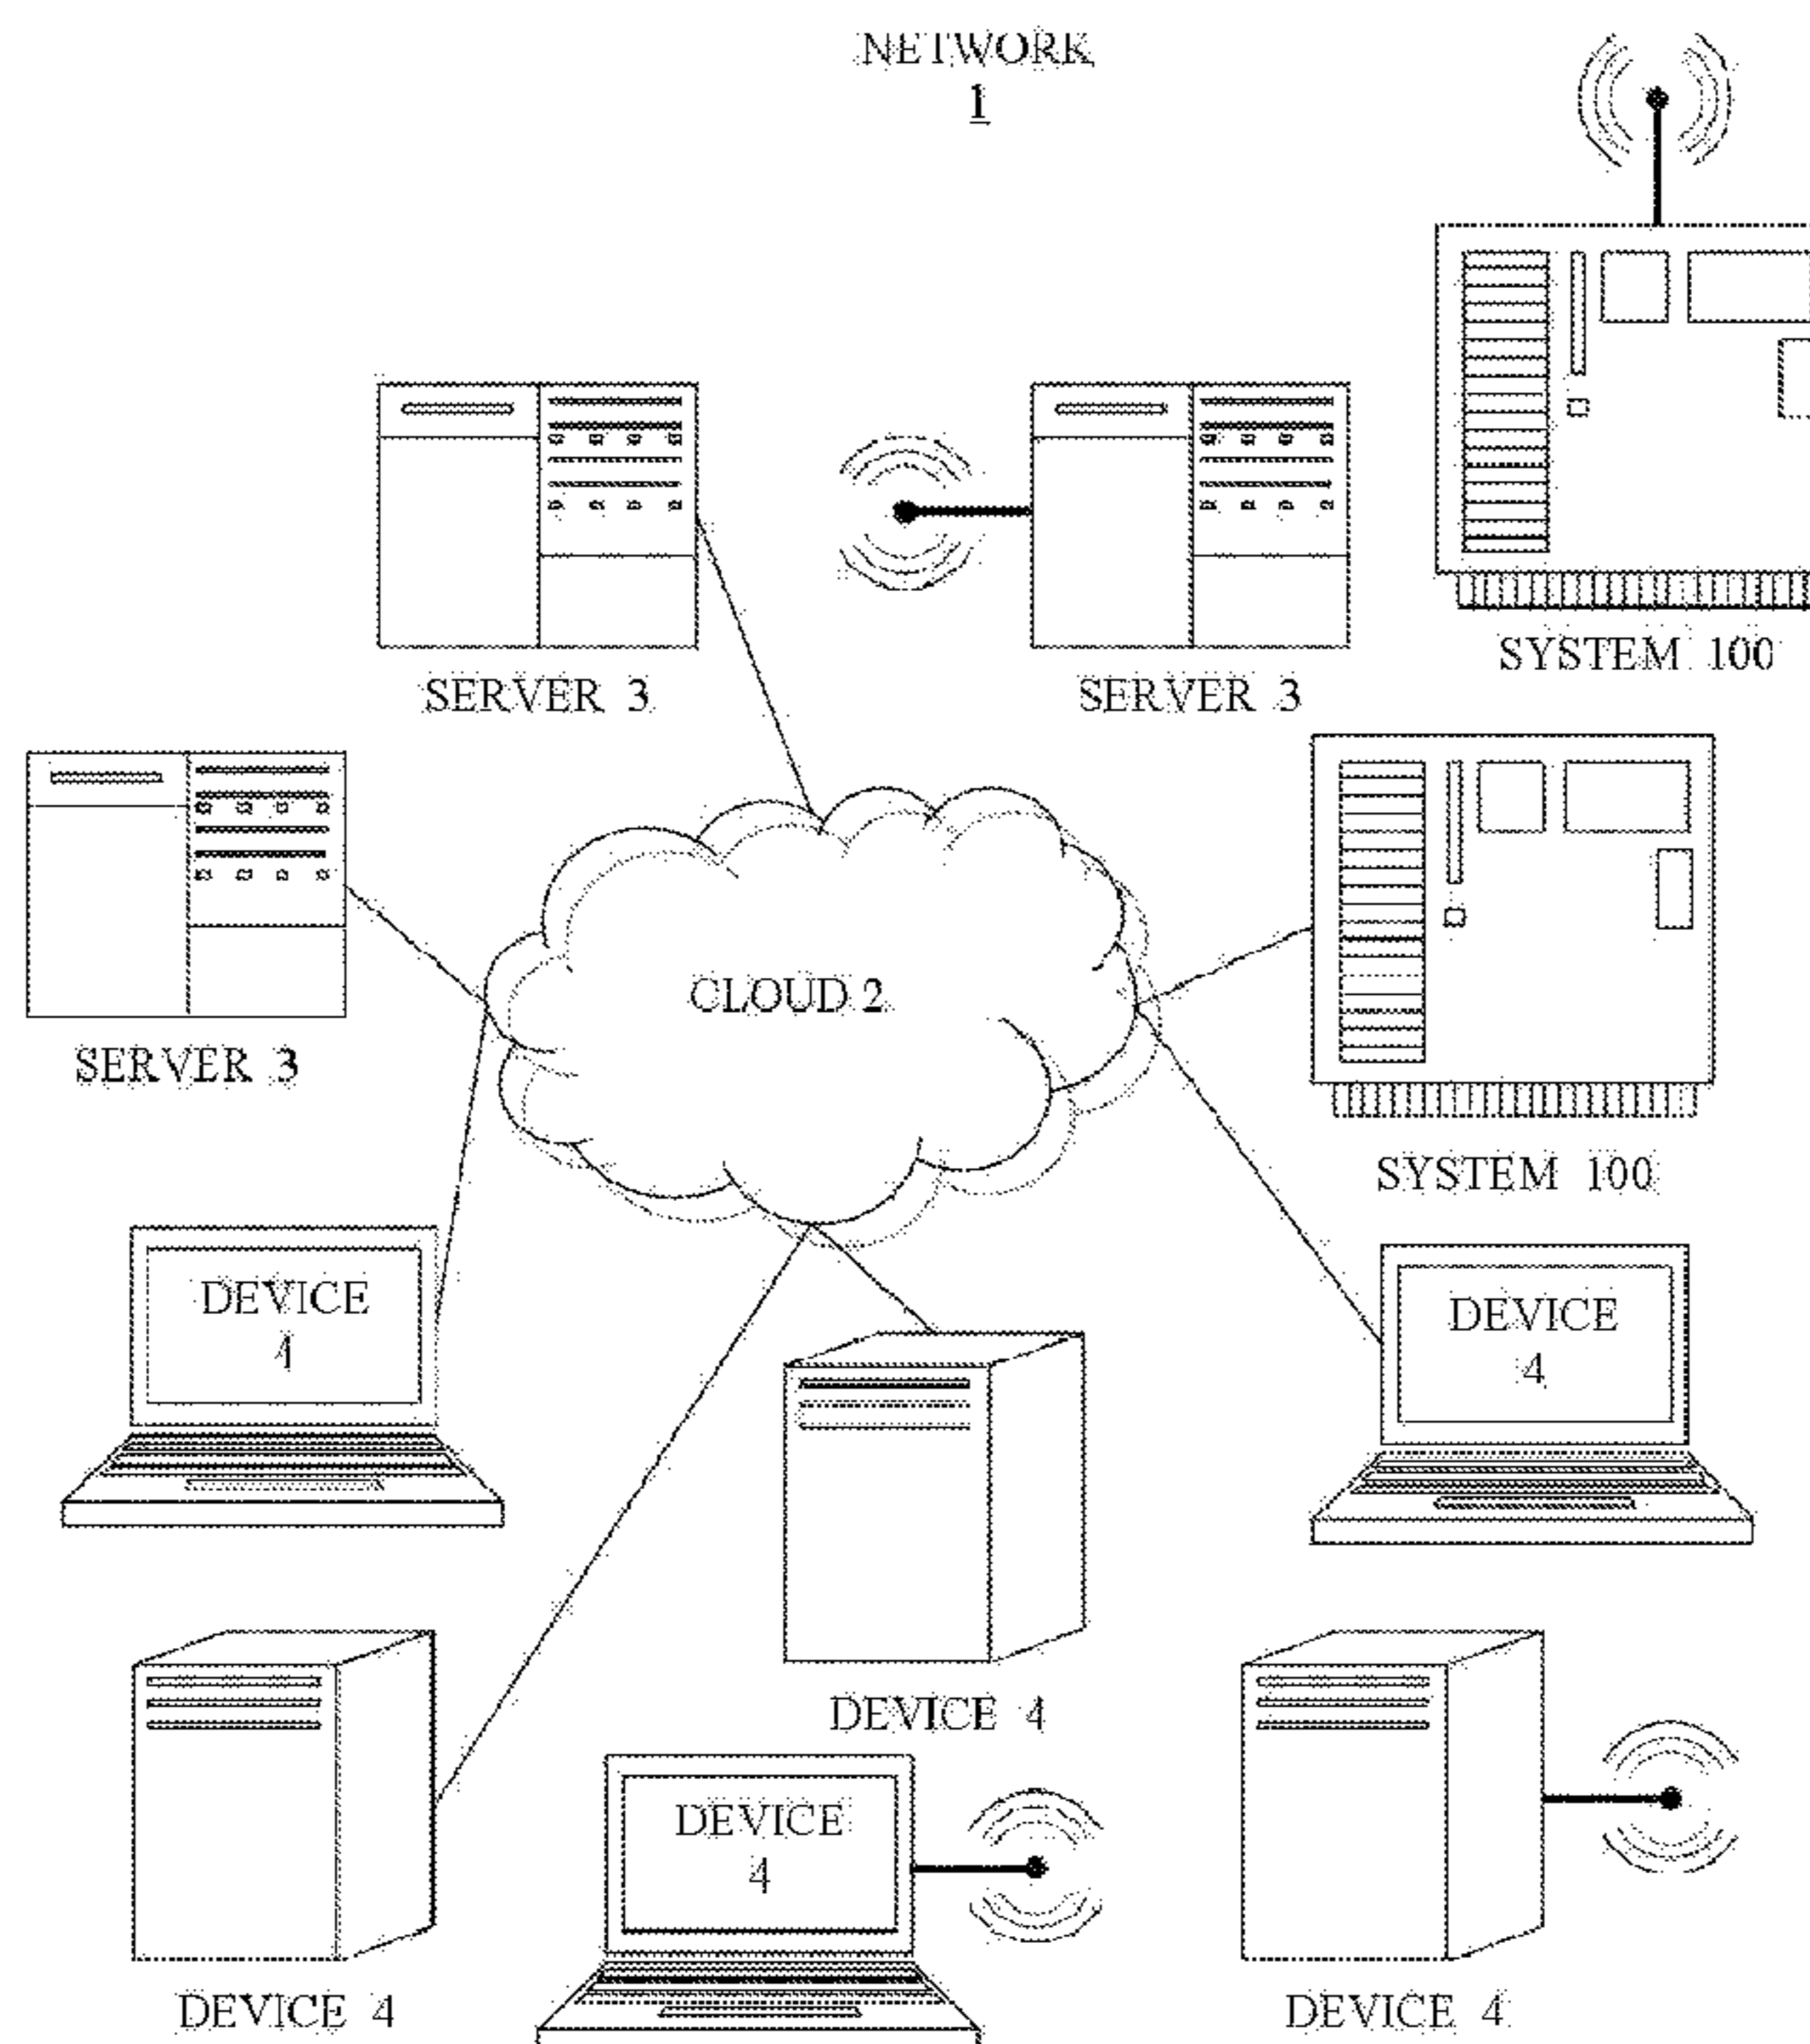 NETWORK
1
SYSTEM 100
SERVER 3
SERVER 3
SERVER 3
CLOUD 2
SYSTEM 100
DEVICE
4
DEVICE
4
DEVICE 4
DEVICE
4
DEVICE 4
DEVICE 4